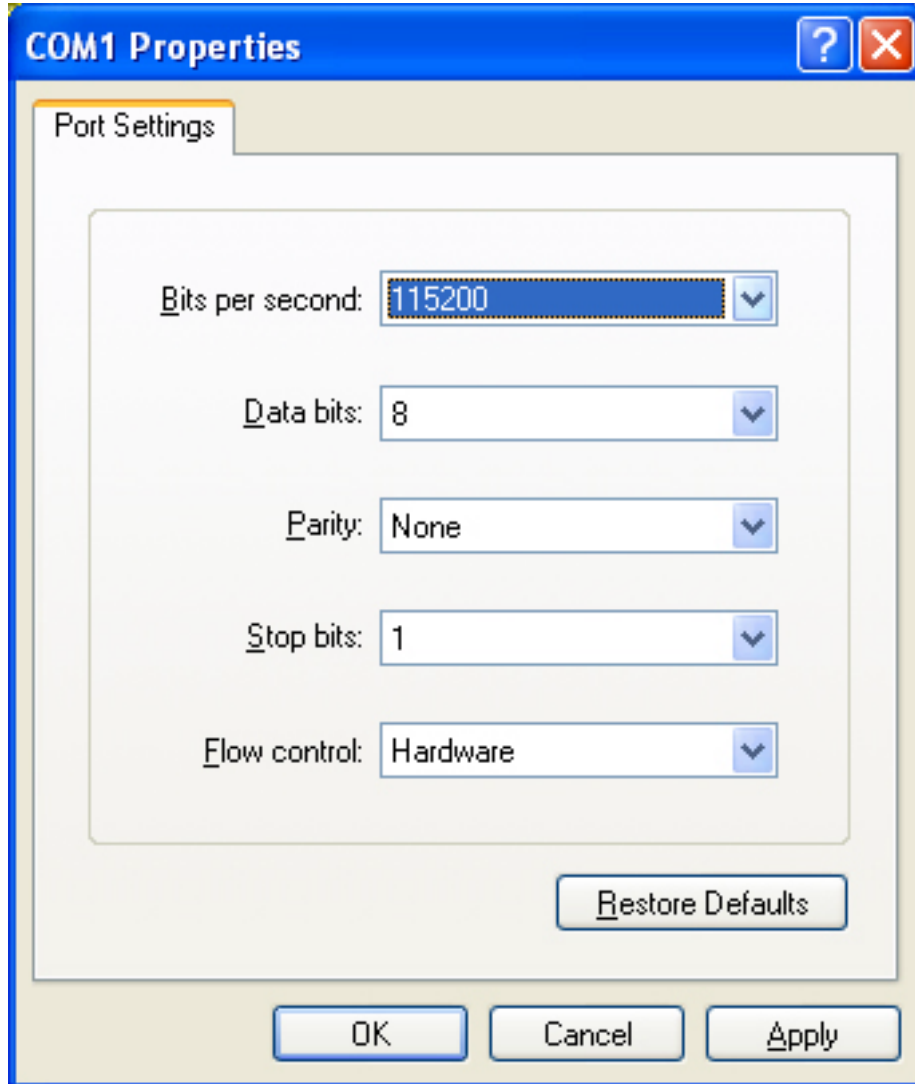 COM1 Properties
Port Settings
Bits per second: 115200
Data bits: 8
Parity: None
Stop bits: 1
Flow control: Hardware
Restore Defaults
OK Cancel Apply